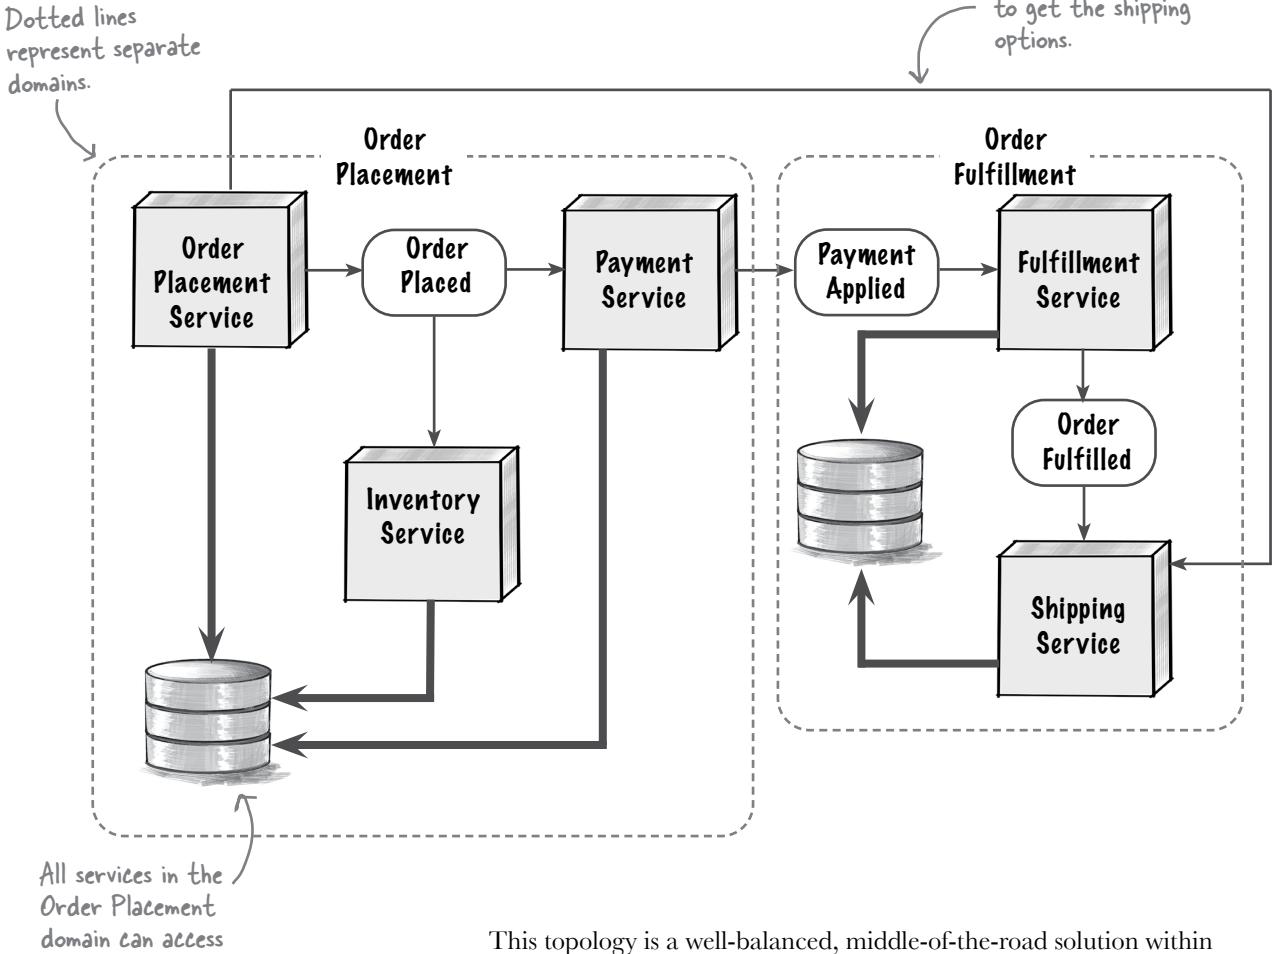 Dotted lines
represent separate
domains.
to get the shipping
options.
Order
Placement
Order
Fulfillment
Order
Placement
Service
Order
Placed
Payment
Service
Payment
Applied
Fulfillment
Service
Inventory
Service
Order
Fulfilled
Shipping
Service
All services in the
Order Placement
domain can access
This topology is a well-balanced, middle-of-the-road solution within